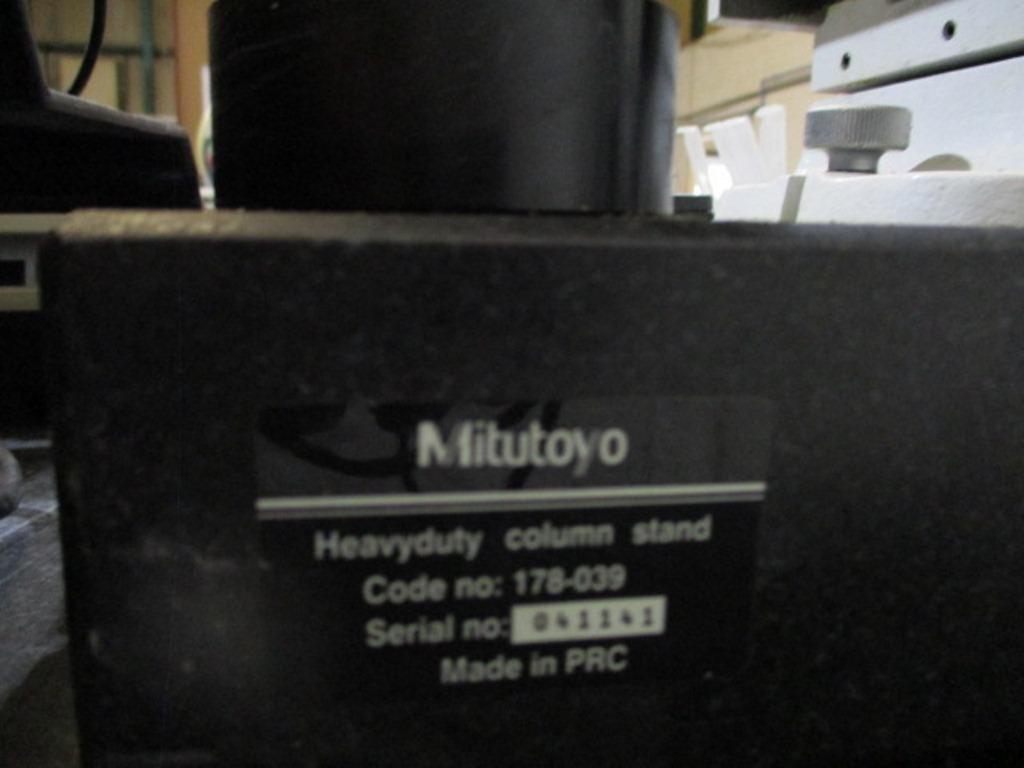 Mitutoyo
Heavyduty column stand
Code no: 178-039
Serial no: 041141
Made in PRC